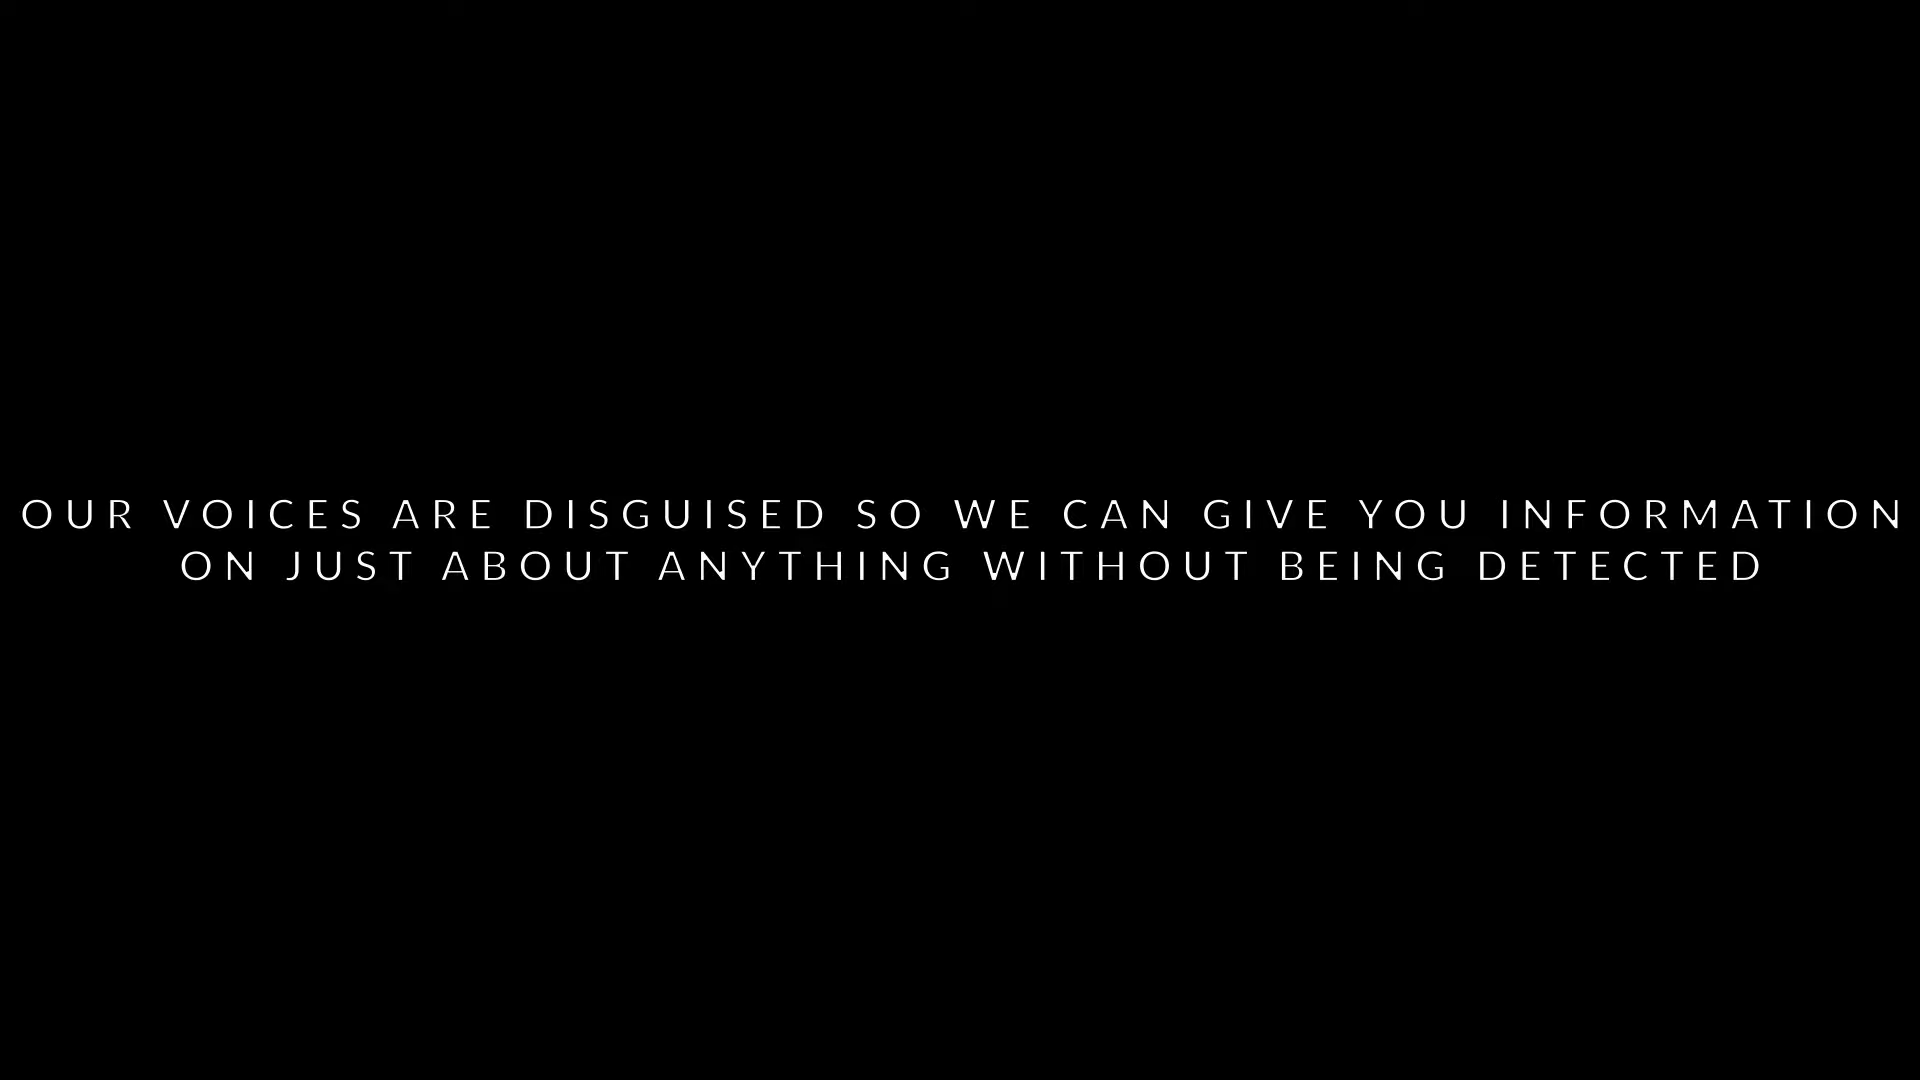 OUR VOICES ARE DISGUISED SO WE CAN GIVE YOU INFORMATION
ON JUST ABOUT ANYTHING WITHOUT BEING DETECTED